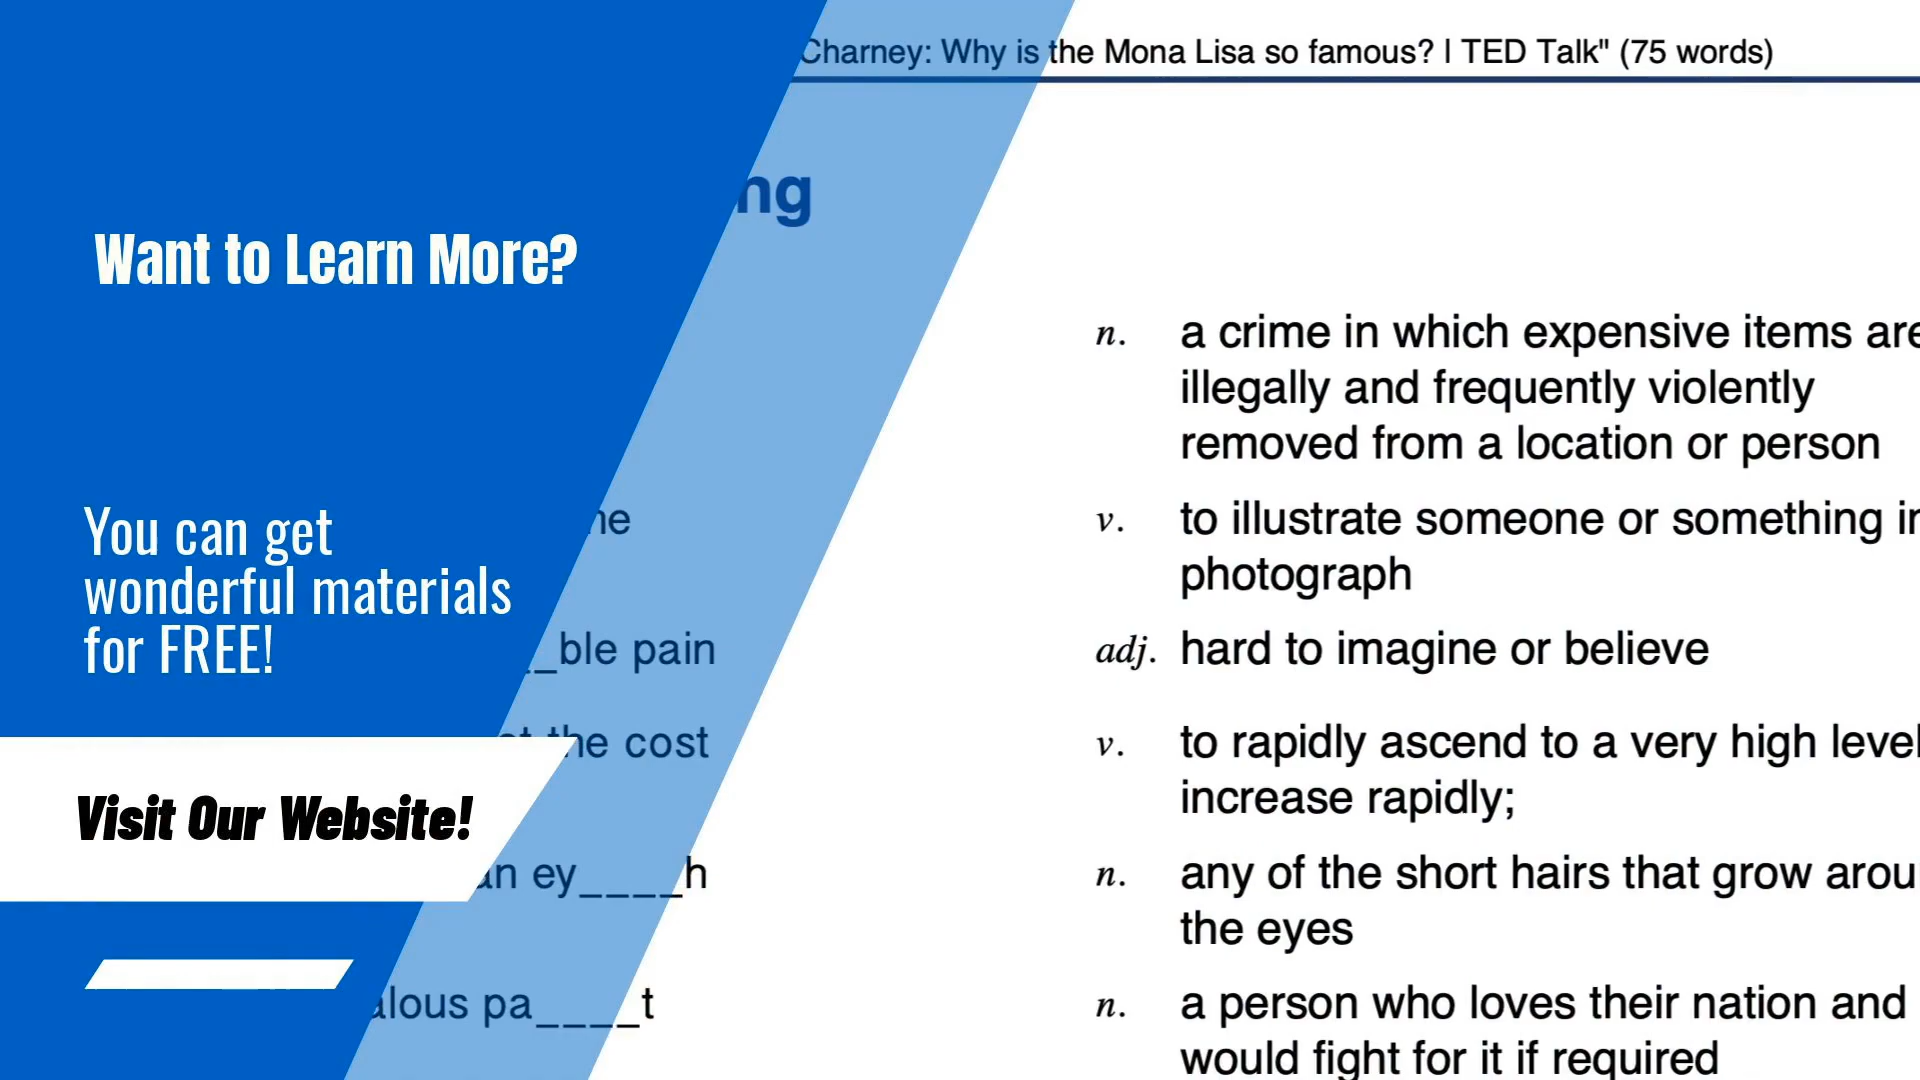 Charney: Why is the Mona Lisa so famous? | TED Talk" (75 words)
ng
Want to Learn More?
n. a crime in which expensive items are
illegally and frequently violently
removed from a location or person
You can get
wonderful materials
for FREE!
v. to illustrate someone or something in
photograph
_ble pain adj. hard to imagine or believe
the cost v. to rapidly ascend to a very high level
increase rapidly;
Visit Our Website!
an ey____h n. any of the short hairs that grow arou
the eyes
alous pa____t n. a person who loves their nation and
would fight for it if required